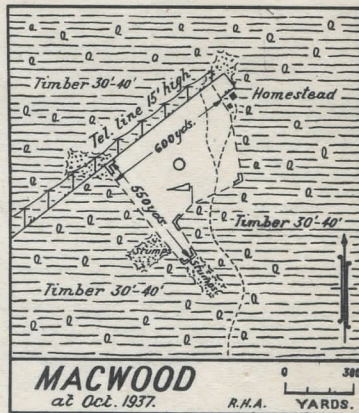 Timber 30'-40'
Tel. line 15' high
Homestead
600 yds.
550 yds.
Timber 30'-40'
Stumps
Stumps
Timber 30'-40'
MACWOOD
at Oct. 1937.
R.H.A.
0 300
YARDS.